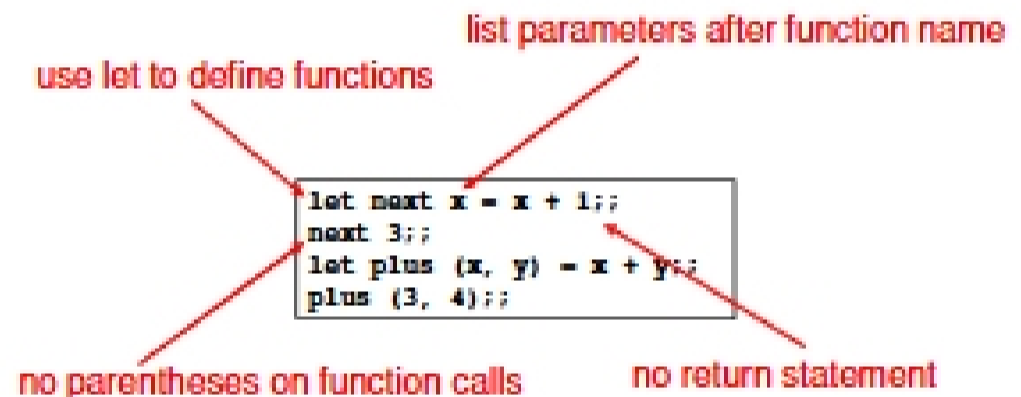 list parameters after function name
use let to define functions
let next x = x + 1;;
next 3;;
let plus (x, y) = x + y;;
plus (3, 4);;
no parentheses on function calls
no return statement